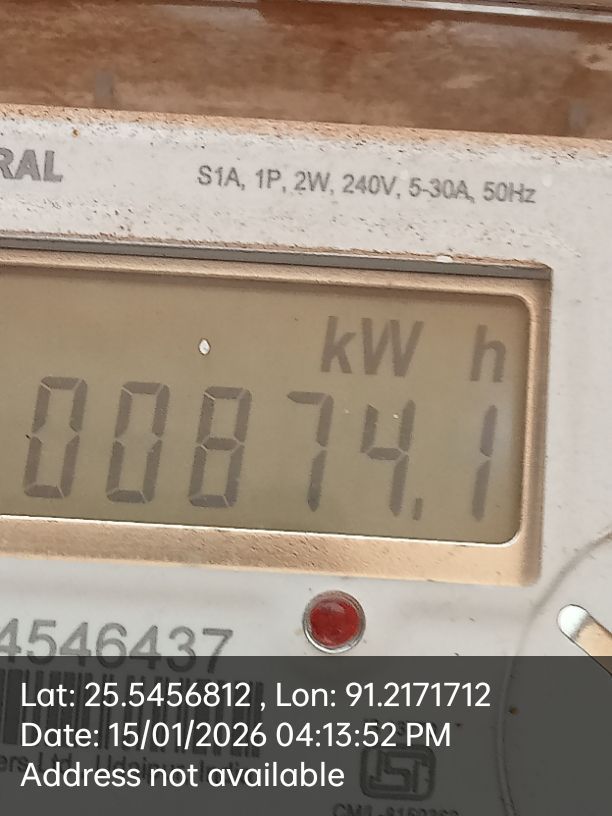 RAL
S1A, 1P, 2W, 240V, 5-30A, 50Hz
kW h
00874.1
4546437
Lat: 25.5456812 , Lon: 91.2171712
Date: 15/01/2026 04:13:52 PM
Address not available